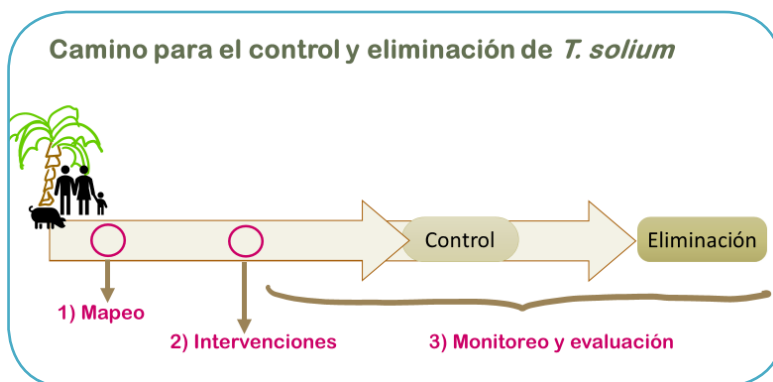 Camino para el control y eliminación de T. solium
Control
Eliminación
1) Mapeo
2) Intervenciones
3) Monitoreo y evaluación